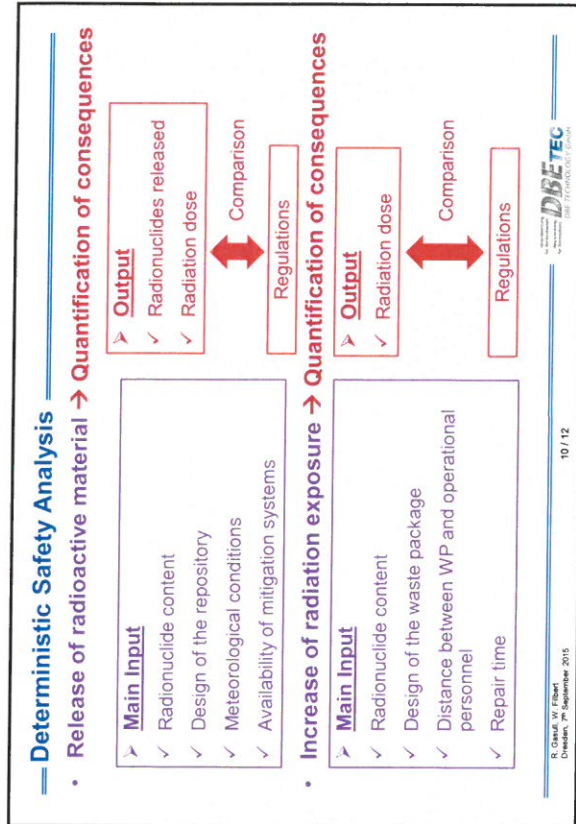 Deterministic Safety Analysis
• Release of radioactive material → Quantification of consequences
➤ Main Input
✓ Radionuclide content
✓ Design of the repository
✓ Meteorological conditions
✓ Availability of mitigation systems
➤ Output
✓ Radionuclides released
✓ Radiation dose
Comparison
Regulations
• Increase of radiation exposure → Quantification of consequences
➤ Main Input
✓ Radionuclide content
✓ Design of the waste package
✓ Distance between WP and operational
personnel
✓ Repair time
➤ Output
✓ Radiation dose
Comparison
Regulations
R. Gasull, W. Filbert
Dresden, 7th September 2015
10 / 12
DBETEC
DBE TECHNOLOGY GmbH